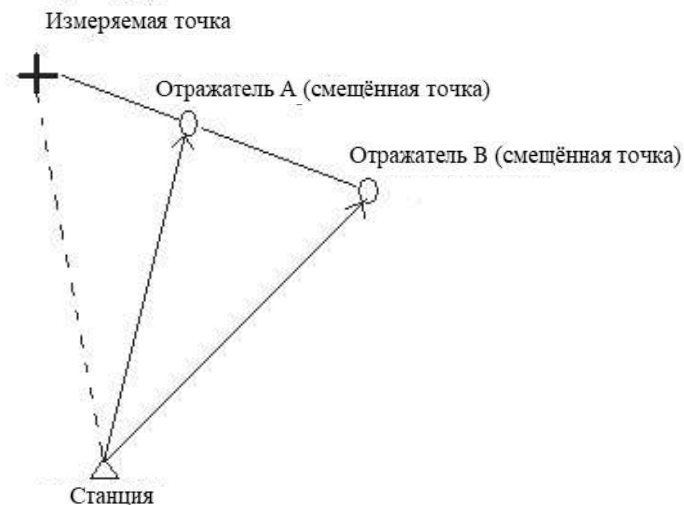 Измеряемая точка
Отражатель А (смещённая точка)
Отражатель В (смещённая точка)
Станция